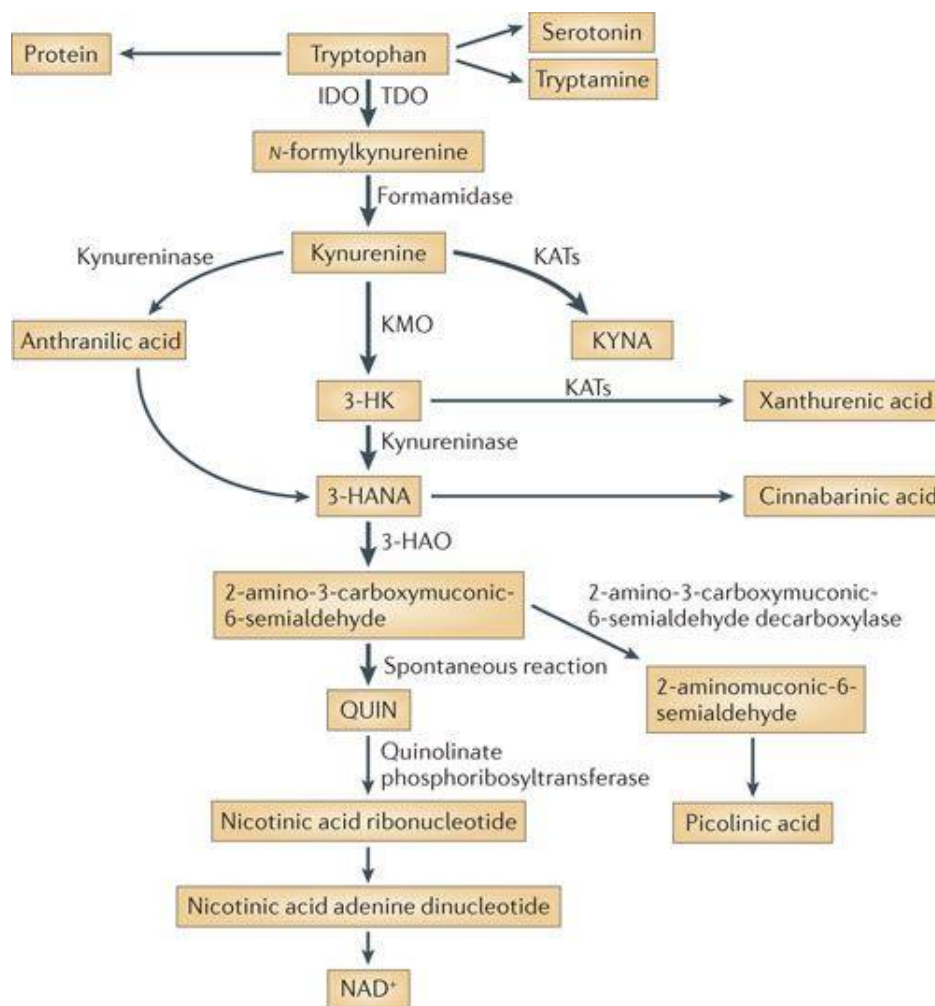 Serotonin
Protein
Tryptophan
Tryptamine
IDO TDO
N-formylkynurenine
Formamidase
Kynureninase
Kynurenine
KATs
Anthranilic acid
KMO
KYNA
3-HK
KATs
Xanthurenic acid
Kynureninase
3-HANA
Cinnabarinic acid
3-HAO
2-amino-3-carboxymuconic-
6-semialdehyde
2-amino-3-carboxymuconic-
6-semialdehyde decarboxylase
Spontaneous reaction
2-aminomuconic-6-
semialdehyde
QUIN
Quinolinate
phosphoribosyltransferase
Nicotinic acid ribonucleotide
Picolinic acid
Nicotinic acid adenine dinucleotide
NAD⁺